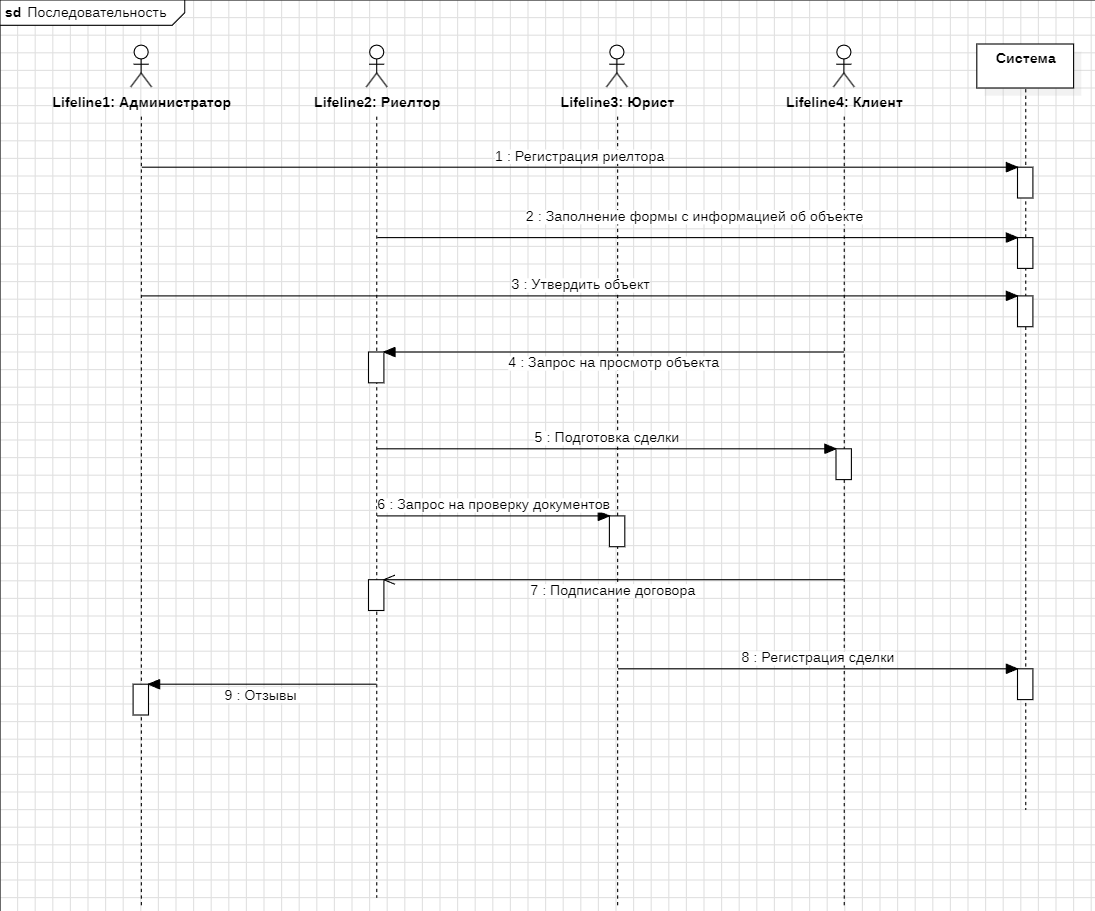 sd Последовательность
Lifeline1: Администратор
Lifeline2: Риелтор
Lifeline3: Юрист
Lifeline4: Клиент
Система
1 : Регистрация риелтора
2 : Заполнение формы с информацией об объекте
3 : Утвердить объект
4 : Запрос на просмотр объекта
5 : Подготовка сделки
6 : Запрос на проверку документов
7 : Подписание договора
8 : Регистрация сделки
9 : Отзывы